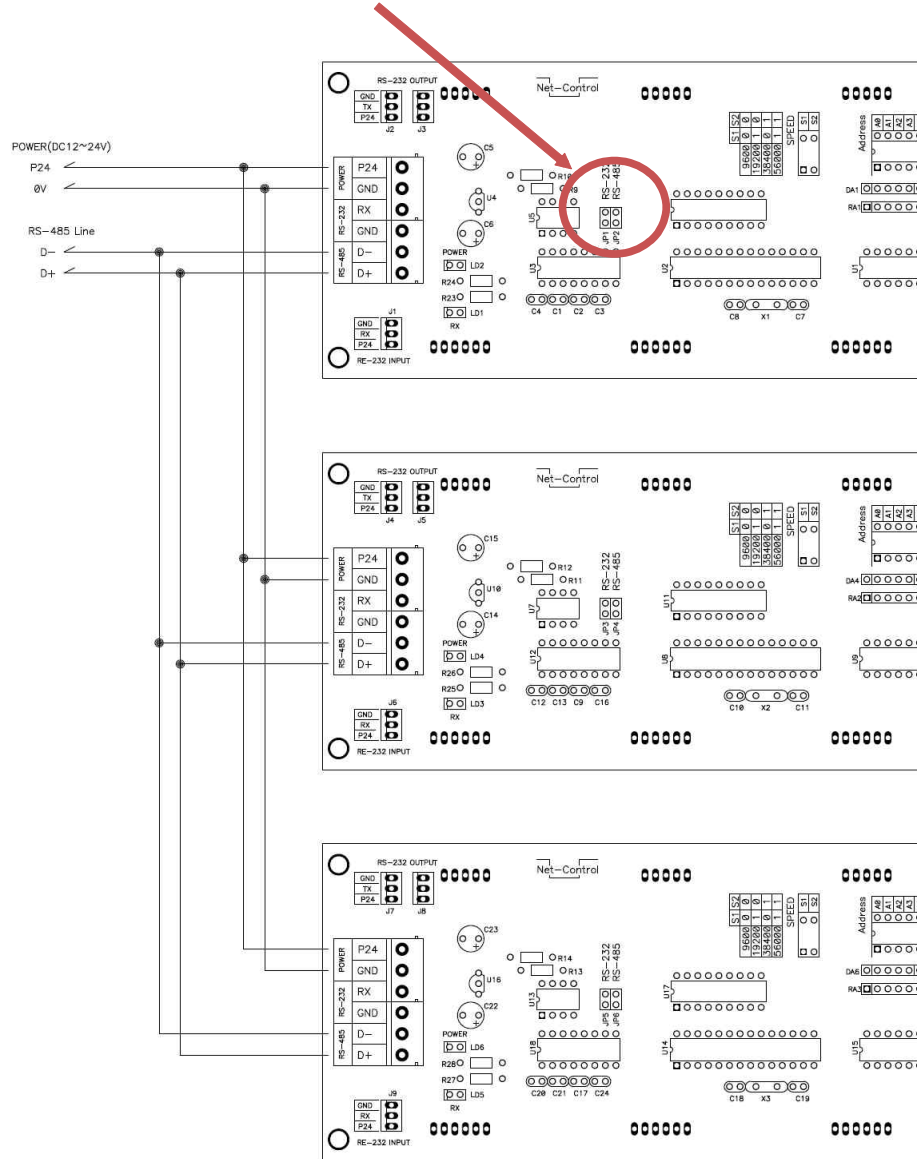 RS-232 OUTPUT
GND
TX
P24
J2 J3
Net-Control
S1 S2
9600 0 0
19200 1 0
38400 0 1
56000 1 1
SPEED
S1 S2
Address
A0 A1 A2 A3
POWER(DC12~24V)
P24
0V
RS-485 Line
D-
D+
POWER
RS-232
RS-485
P24
GND
RX
GND
D-
D+
C5
U4
C6
POWER
LD2
R24
R23
LD1
RX
R10
R9
U5
U3
C4 C1 C2 C3
RS-232
RS-485
JP1
JP2
U2
C8 X1 C7
DA1
RA1
U1
J1
GND
RX
P24
RE-232 INPUT
RS-232 OUTPUT
GND
TX
P24
J4 J5
Net-Control
S1 S2
9600 0 0
19200 1 0
38400 0 1
56000 1 1
SPEED
S1 S2
Address
A0 A1 A2 A3
POWER
RS-232
RS-485
P24
GND
RX
GND
D-
D+
C15
U10
C14
POWER
LD4
R26
R25
LD3
RX
R12
R11
U7
U12
C12 C13 C9 C16
RS-232
RS-485
JP3
JP4
U11
U8
C10 X2 C11
DA4
RA2
U9
J6
GND
RX
P24
RE-232 INPUT
RS-232 OUTPUT
GND
TX
P24
J7 J8
Net-Control
S1 S2
9600 0 0
19200 1 0
38400 0 1
56000 1 1
SPEED
S1 S2
Address
A0 A1 A2 A3
POWER
RS-232
RS-485
P24
GND
RX
GND
D-
D+
C23
U16
C22
POWER
LD6
R28
R27
LD5
RX
R14
R13
U13
U18
C20 C21 C17 C24
RS-232
RS-485
JP5
JP6
U17
U14
C18 X3 C19
DA6
RA3
U15
J9
GND
RX
P24
RE-232 INPUT